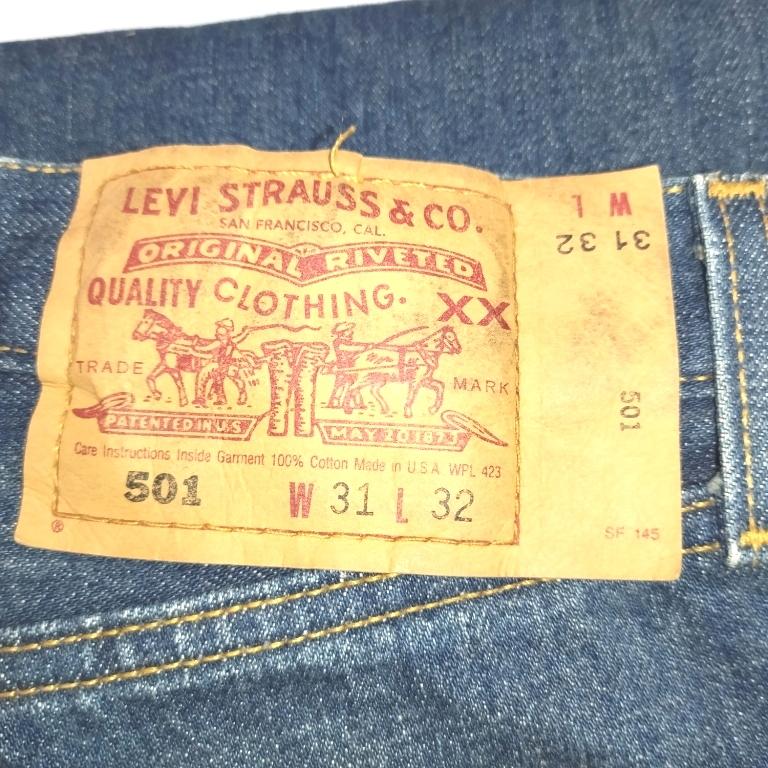 LEVI STRAUSS & CO.
SAN FRANCISCO, CAL.
ORIGINAL RIVETED
QUALITY CLOTHING. XX
TRADE MARK
PATENTED IN U.S. MAY 20 1873
Care Instructions Inside Garment 100% Cotton Made in U.S.A. WPL 423
501 W 31 L 32
®
W L
31 32
501
SF 145